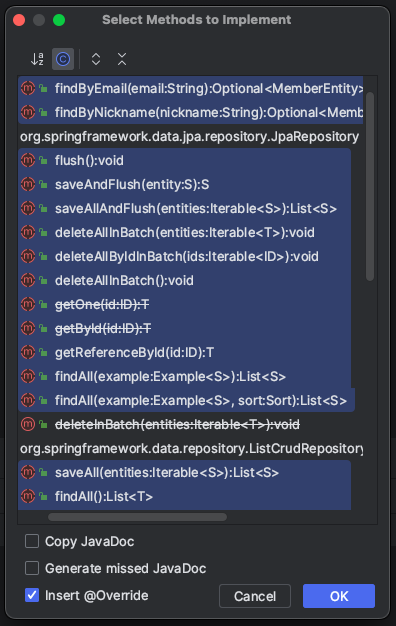 Select Methods to Implement
findByEmail(email:String):Optional<MemberEntity>
findByNickname(nickname:String):Optional<Memb
org.springframework.data.jpa.repository.JpaRepository
flush():void
saveAndFlush(entity:S):S
saveAllAndFlush(entities:Iterable<S>):List<S>
deleteAllInBatch(entities:Iterable<T>):void
deleteAllByIdInBatch(ids:Iterable<ID>):void
deleteAllInBatch():void
getOne(id:ID):T
getById(id:ID):T
getReferenceById(id:ID):T
findAll(example:Example<S>):List<S>
findAll(example:Example<S>, sort:Sort):List<S>
deleteInBatch(entities:Iterable<T>):void
org.springframework.data.repository.ListCrudRepository
saveAll(entities:Iterable<S>):List<S>
findAll():List<T>
Copy JavaDoc
Generate missed JavaDoc
Insert @Override
Cancel
OK